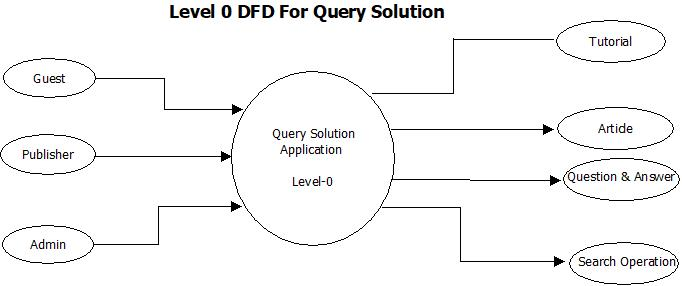 Level 0 DFD For Query Solution
Guest
Publisher
Admin
Query Solution
Application
Level-0
Tutorial
Article
Question & Answer
Search Operation